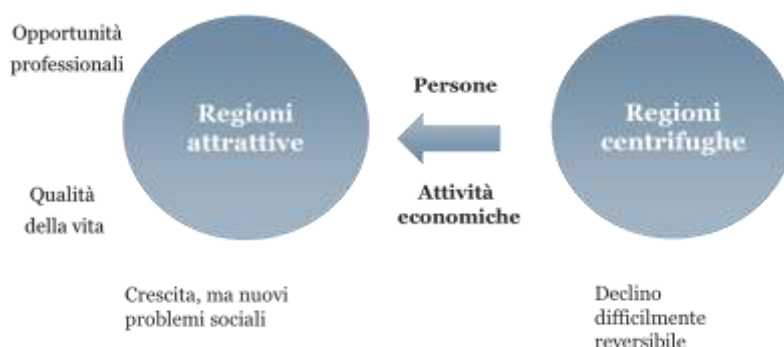 Opportunità
professionali
Regioni
attrattive
Qualità
della vita
Persone
Attività
economiche
Regioni
centrifughe
Crescita, ma nuovi
problemi sociali
Declino
difficilmente
reversibile